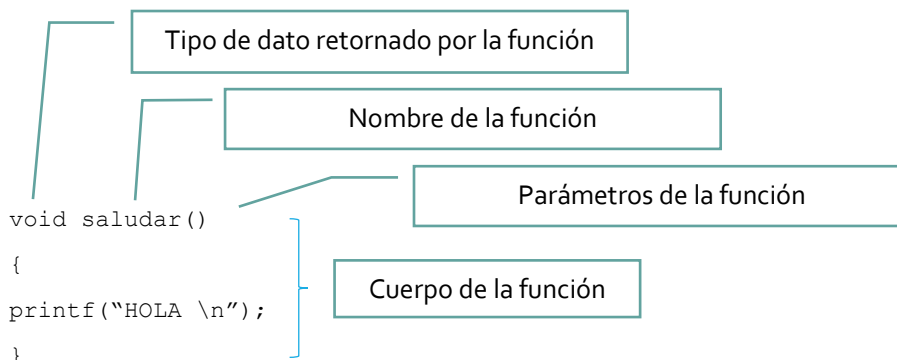 Tipo de dato retornado por la función
Nombre de la función
Parámetros de la función
void saludar()
{
Cuerpo de la función
printf(“HOLA \n”);
}